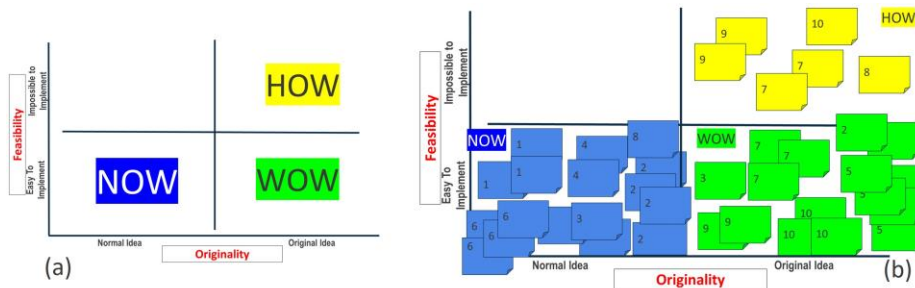 Feasibility
Impossible to
Implement
Easy To
Implement
HOW
NOW
WOW
Normal Idea
Original Idea
Originality
(a)
Feasibility
Impossible to
Implement
Easy To
Implement
HOW
10
9
9
7
7
8
NOW
1
1
1
4
4
8
2
2
2
2
6
6
6
3
WOW
7
7
7
3
2
5
5
5
9
9
10
10
10
Normal Idea
Original Idea
Originality
(b)